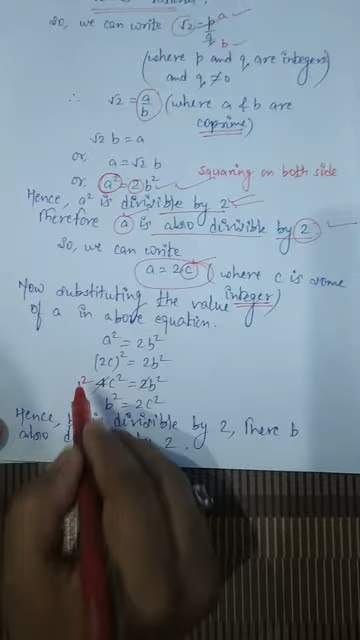 So, we can write √2 = p/q a
b
(where p and q are integers
and q ≠ 0
∴ √2 = a/b (where a & b are
coprime)
√2 b = a
or, a = √2 b
or, a² = 2b² squaring on both side
Hence, a² is divisible by 2
Therefore a is also divisible by 2
So, we can write
a = 2c (where c is some
integer)
Now substituting the value
of a in above equation.
a² = 2b²
(2c)² = 2b²
2 4c² = 2b²
b² = 2c²
Hence, is divisible by 2, Then b
also by 2.